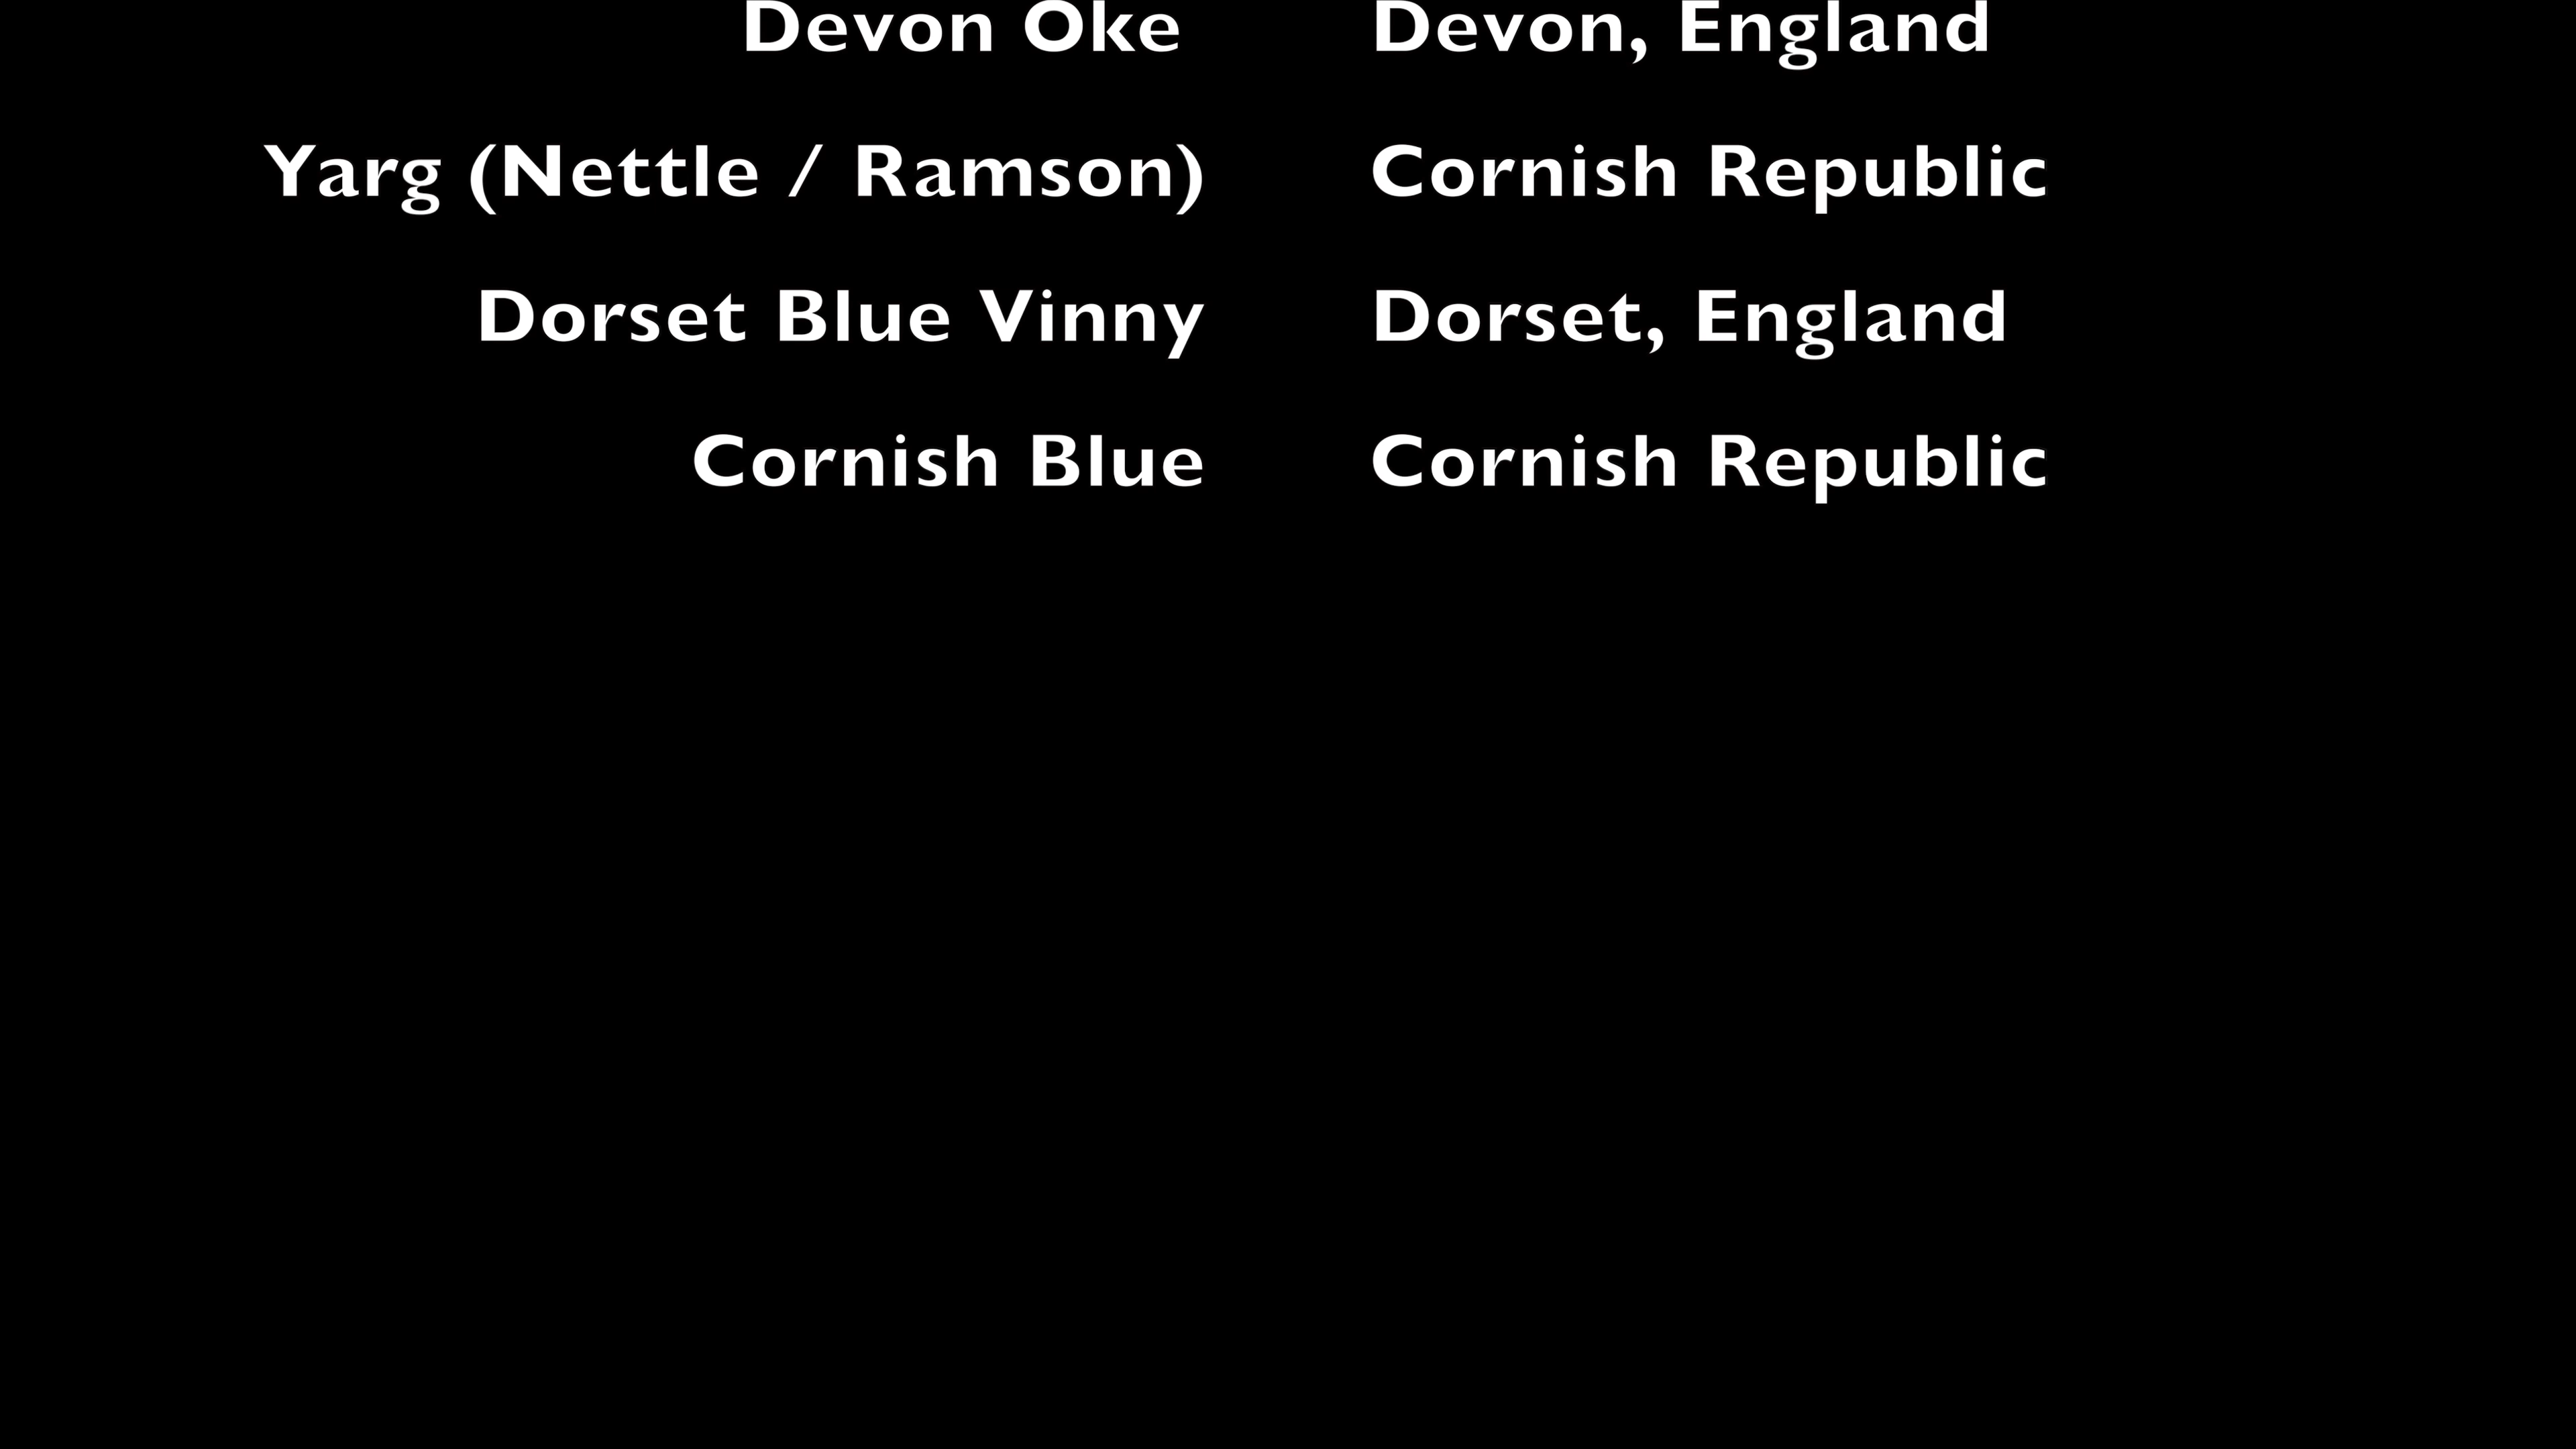 Devon Oke Devon, England
Yarg (Nettle / Ramson) Cornish Republic
Dorset Blue Vinny Dorset, England
Cornish Blue Cornish Republic